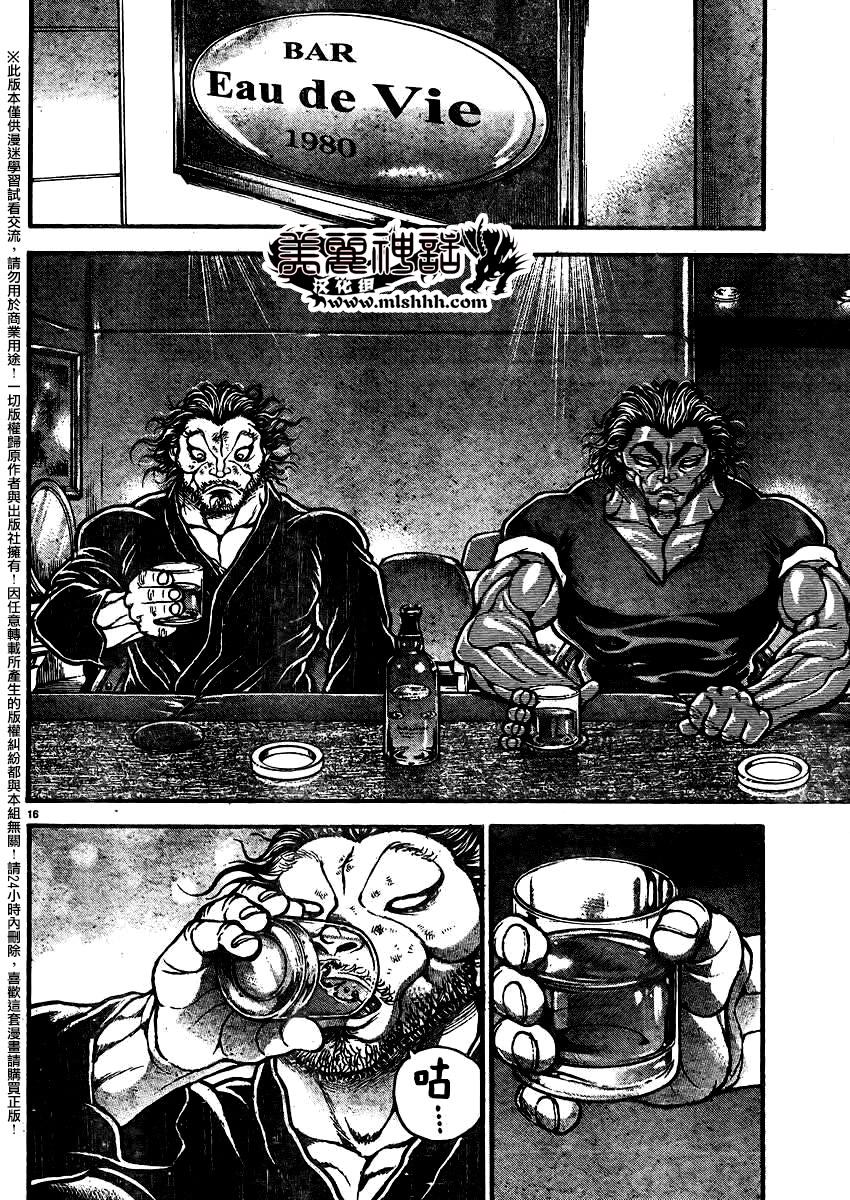 BAR
Eau de Vie
1980
美麗神話
汉化组
www.mlshhh.com
※此版本僅供漫迷學習試看交流，請勿用於商業用途！一切版權歸原作者與出版社擁有！因任意轉載所產生的版權糾紛都與本組無關！請24小時內刪除，喜歡這套漫畫請購買正版！
16
咕……